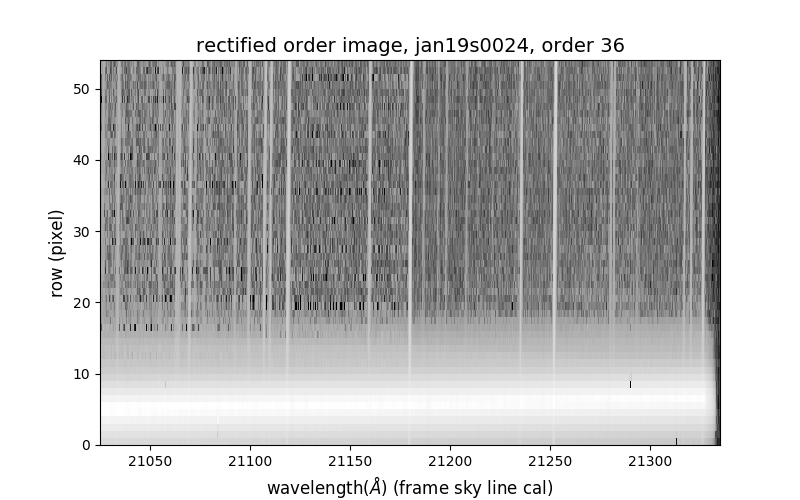 rectified order image, jan19s0024, order 36
row (pixel)
50
40
30
20
10
0
21050 21100 21150 21200 21250 21300
wavelength(Å) (frame sky line cal)